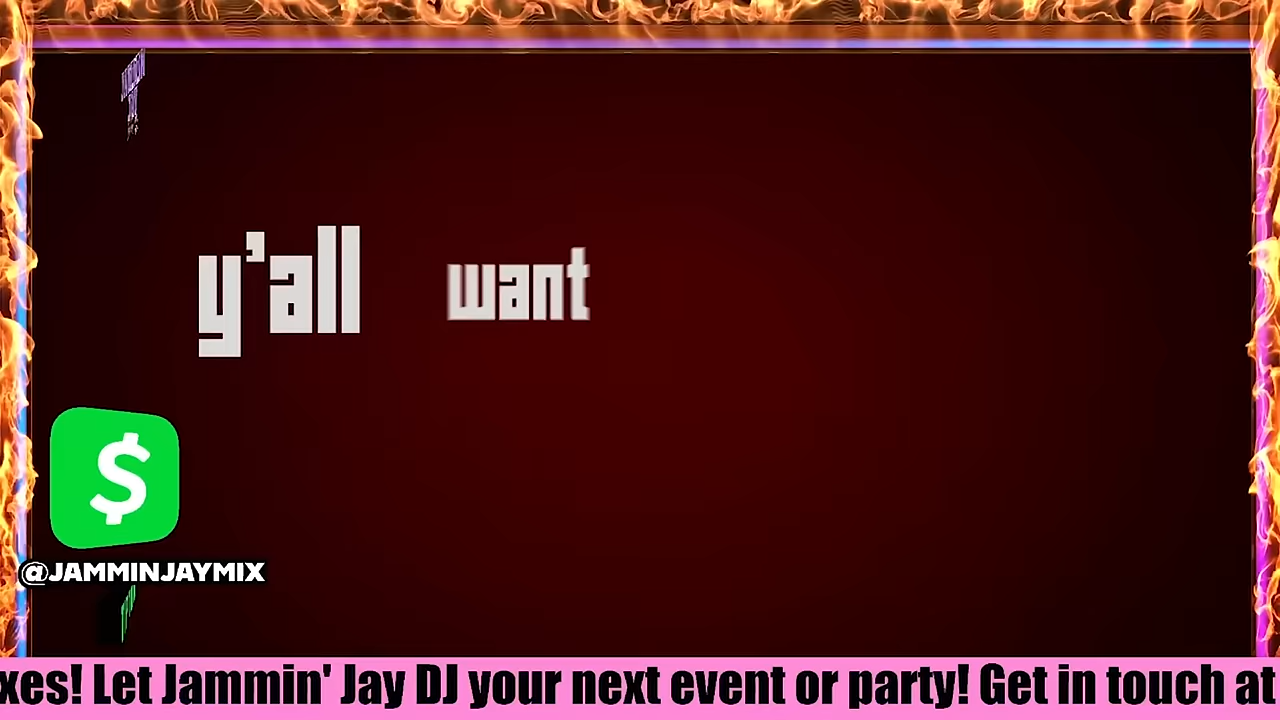 y'all want
$
@JAMMINJAYMIX
xes! Let Jammin' Jay DJ your next event or party! Get in touch at